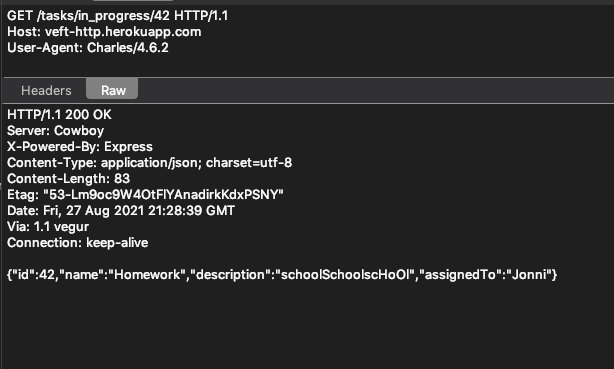 GET /tasks/in_progress/42 HTTP/1.1
Host: veft-http.herokuapp.com
User-Agent: Charles/4.6.2
Headers Raw
HTTP/1.1 200 OK
Server: Cowboy
X-Powered-By: Express
Content-Type: application/json; charset=utf-8
Content-Length: 83
Etag: "53-Lm9oc9W4OtFlYAnadirkKdxPSNY"
Date: Fri, 27 Aug 2021 21:28:39 GMT
Via: 1.1 vegur
Connection: keep-alive
{"id":42,"name":"Homework","description":"schoolSchoolscHoOl","assignedTo":"Jonni"}